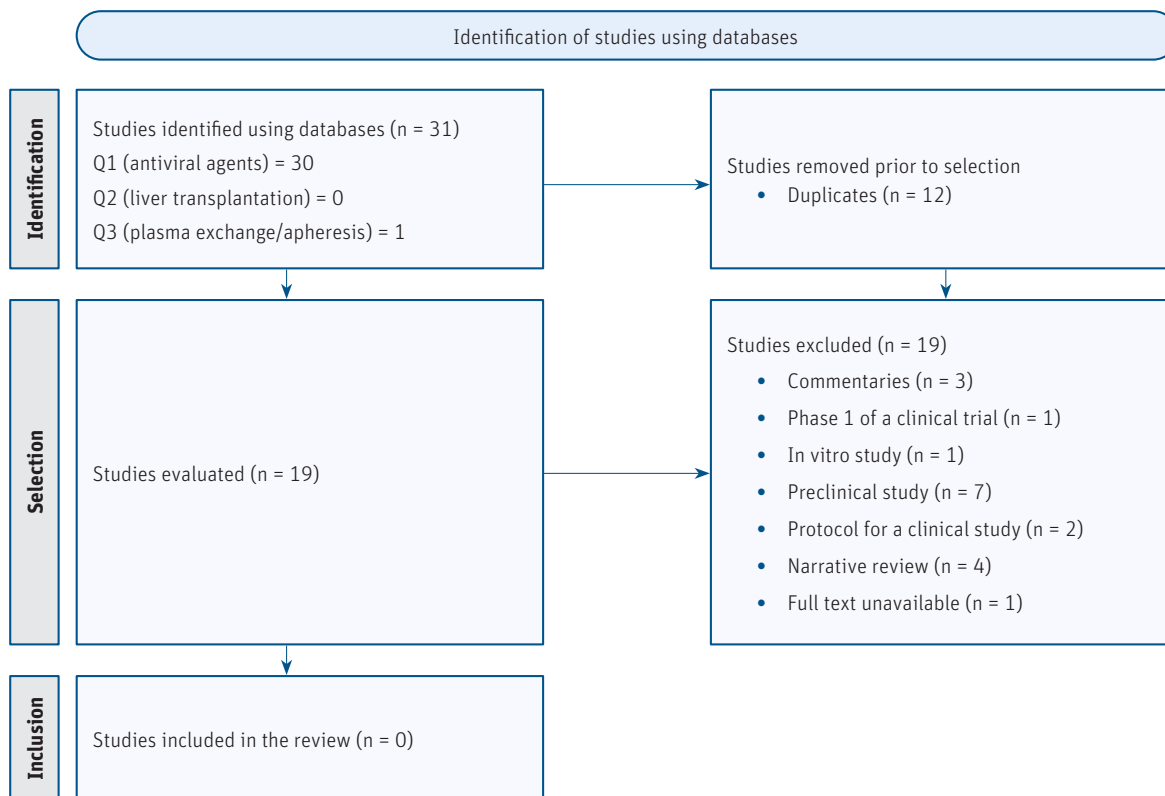 Identification of studies using databases
Identification
Studies identified using databases (n = 31)
Q1 (antiviral agents) = 30
Q2 (liver transplantation) = 0
Q3 (plasma exchange/apheresis) = 1
Studies removed prior to selection
• Duplicates (n = 12)
Selection
Studies evaluated (n = 19)
Studies excluded (n = 19)
• Commentaries (n = 3)
• Phase 1 of a clinical trial (n = 1)
• In vitro study (n = 1)
• Preclinical study (n = 7)
• Protocol for a clinical study (n = 2)
• Narrative review (n = 4)
• Full text unavailable (n = 1)
Inclusion
Studies included in the review (n = 0)